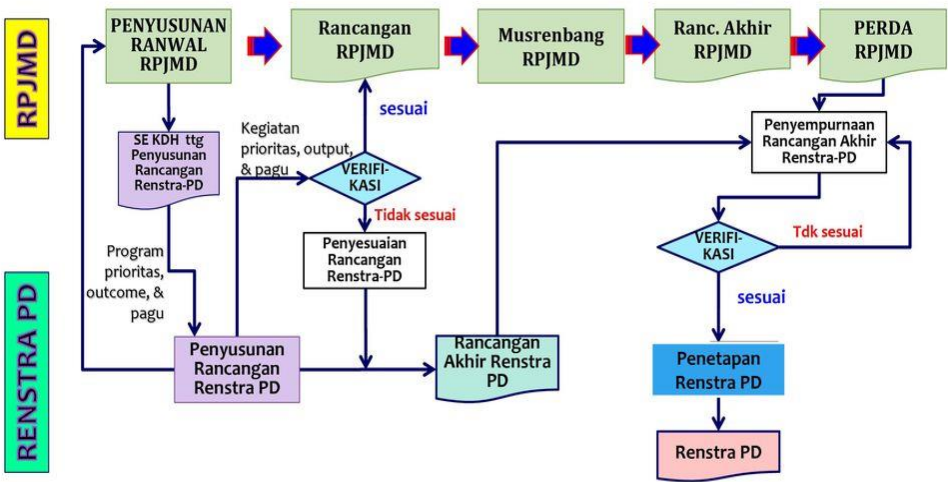 RPJMD
PENYUSUNAN
RANWAL
RPJMD
Rancangan
RPJMD
Musrenbang
RPJMD
Ranc. Akhir
RPJMD
PERDA
RPJMD
sesuai
SE KDH ttg
Penyusunan
Rancangan
Renstra-PD
Kegiatan
prioritas, output,
& pagu
VERIFI-
KASI
Tidak sesuai
Penyesuaian
Rancangan
Renstra-PD
Penyempurnaan
Rancangan Akhir
Renstra-PD
VERIFI-
KASI
Tdk sesuai
sesuai
RENSTRA PD
Program
prioritas,
outcome, &
pagu
Penyusunan
Rancangan
Renstra PD
Rancangan
Akhir Renstra
PD
Penetapan
Renstra PD
Renstra PD